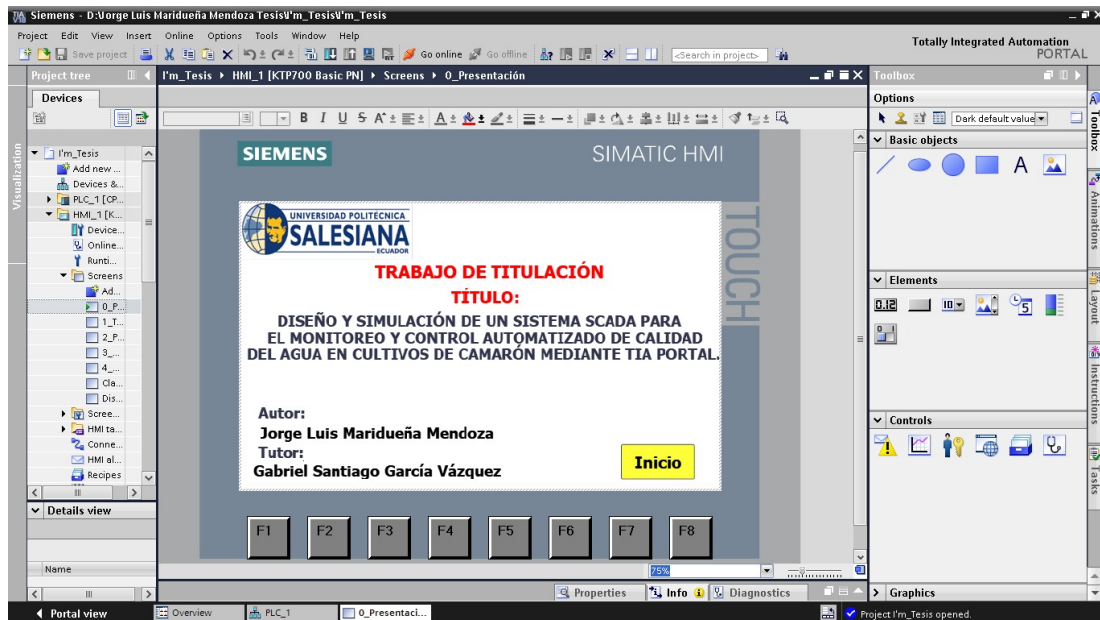 Siemens - D:\Jorge Luis Maridueña Mendoza Tesis\I'm_Tesis\I'm_Tesis
Project Edit View Insert Online Options Tools Window Help
Totally Integrated Automation
PORTAL
Save project Go online Go offline <Search in project>
Project tree
I'm_Tesis HMI_1 [KTP700 Basic PN] Screens 0_Presentación
Toolbox
Devices
Options
B I U S A
Dark default value
Visualization
I'm_Tesis
Add new ...
Devices &...
PLC_1 [CP...
HMI_1 [K...
Device...
Online...
Runti...
Screens
Ad...
0_P...
1_T...
2_P...
3_...
4_...
Cla...
Dis...
Scree...
HMI ta...
Conne...
HMI al...
Recipes
Details view
Name
SIEMENS
SIMATIC HMI
TOUCH
UNIVERSIDAD POLITÉCNICA
SALESIANA
ECUADOR
TRABAJO DE TITULACIÓN
TÍTULO:
DISEÑO Y SIMULACIÓN DE UN SISTEMA SCADA PARA
EL MONITOREO Y CONTROL AUTOMATIZADO DE CALIDAD
DEL AGUA EN CULTIVOS DE CAMARÓN MEDIANTE TIA PORTAL.
Autor:
Jorge Luis Maridueña Mendoza
Tutor:
Gabriel Santiago García Vázquez
Inicio
F1 F2 F3 F4 F5 F6 F7 F8
75%
Properties Info Diagnostics
Basic objects
A
Elements
Controls
Graphics
Toolbox
Animations
Layout
Instructions
Tasks
Portal view Overview PLC_1 0_Presentaci...
Project I'm_Tesis opened.